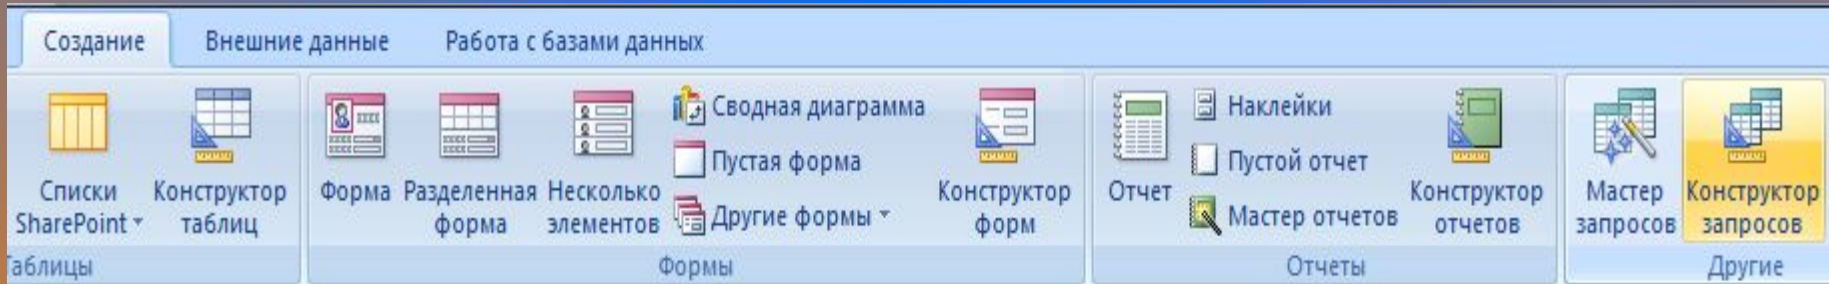 Создание Внешние данные Работа с базами данных
Списки SharePoint
Конструктор таблиц
Форма
Разделенная форма
Несколько элементов
Сводная диаграмма
Пустая форма
Другие формы
Конструктор форм
Отчет
Наклейки
Пустой отчет
Мастер отчетов
Конструктор отчетов
Мастер запросов
Конструктор запросов
Таблицы Формы Отчеты Другие